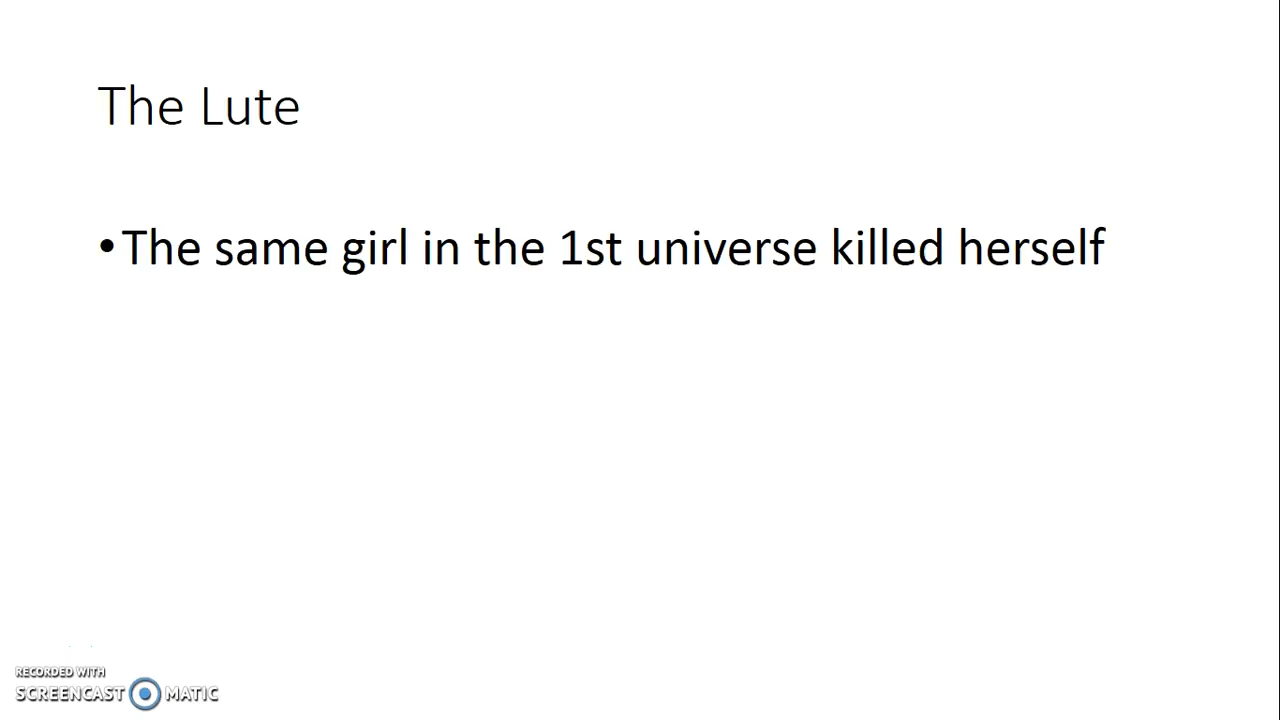 The Lute
•The same girl in the 1st universe killed herself
RECORDED WITH
SCREENCAST MATIC